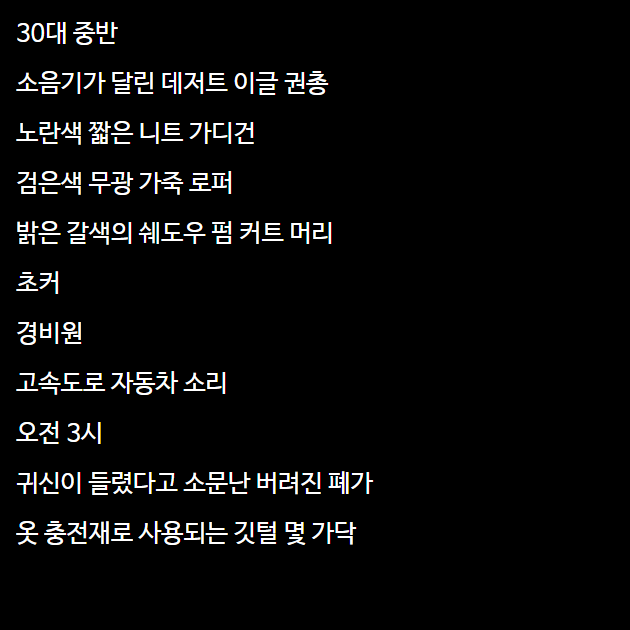 30대 중반
소음기가 달린 데저트 이글 권총
노란색 짧은 니트 가디건
검은색 무광 가죽 로퍼
밝은 갈색의 쉐도우 펌 커트 머리
초커
경비원
고속도로 자동차 소리
오전 3시
귀신이 들렸다고 소문난 버려진 폐가
옷 충전재로 사용되는 깃털 몇 가닥